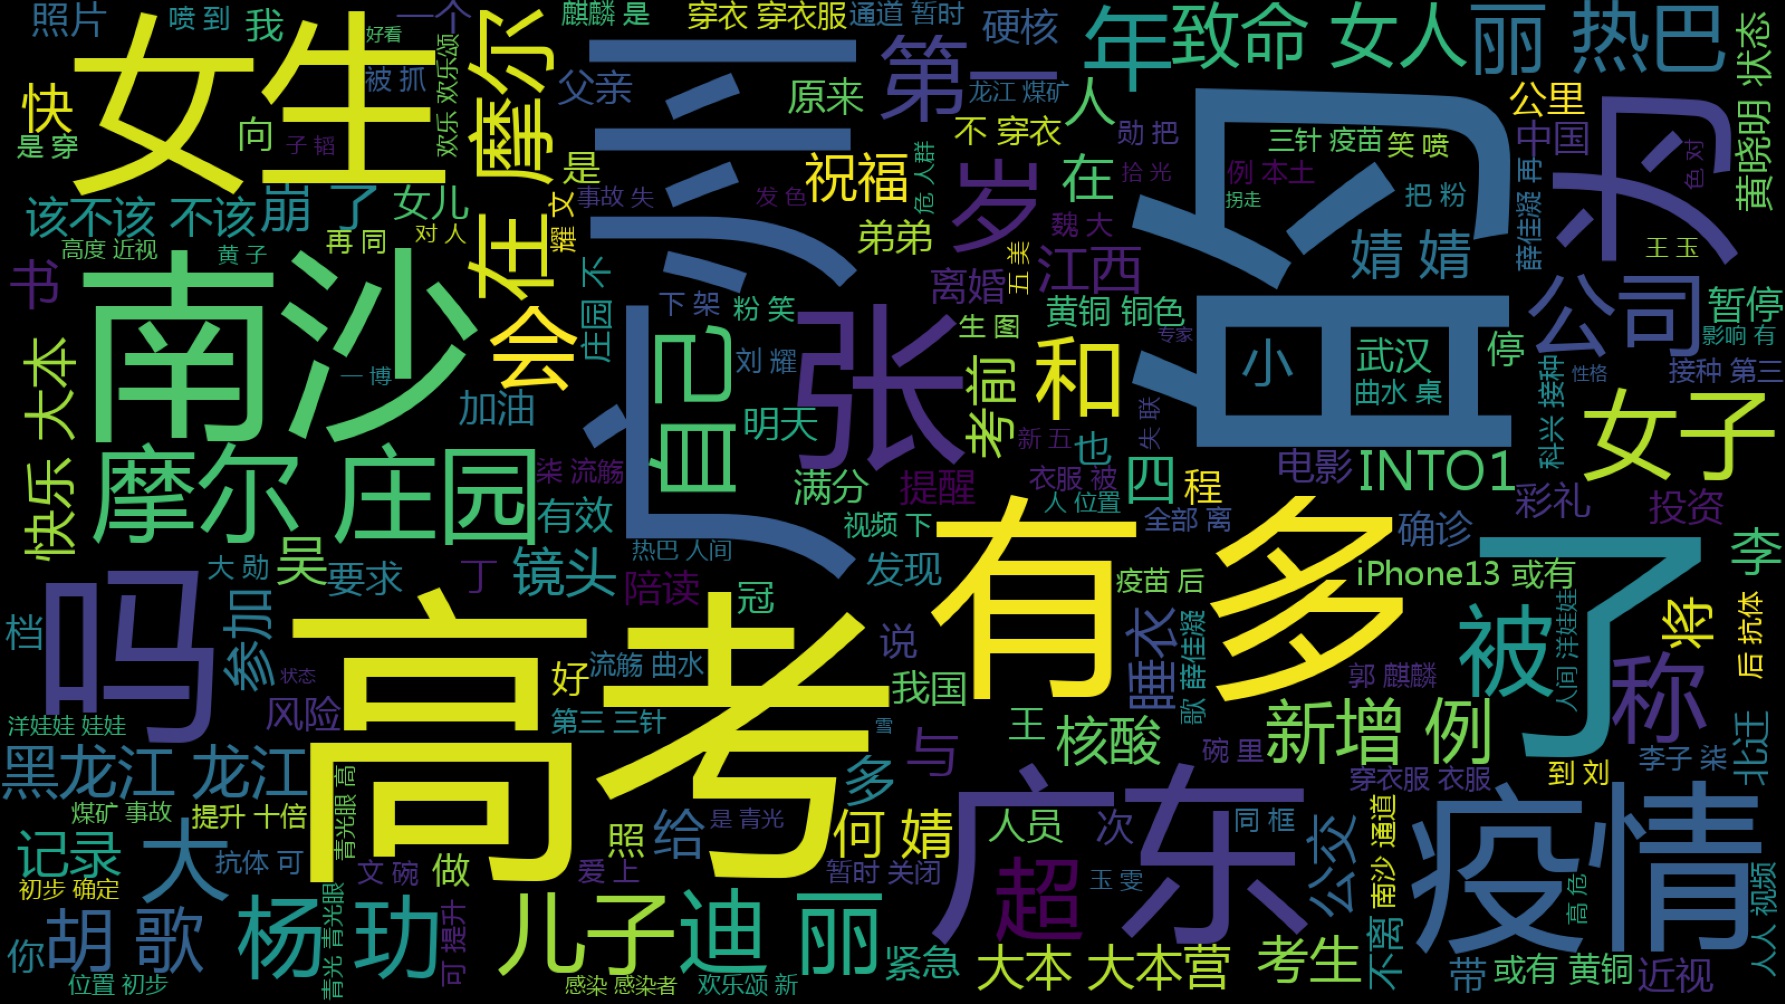 照片
喷 到
我
好看
一个
麒麟 是
穿衣 穿衣服
通道 暂时
硬核
年
致命 女人
丽 热巴
状态
女生
被 抓
欢乐 欢乐颂
摩尔
父亲
广州
原来
第一
龙江 煤矿
人
公里
为
黄晓明
快
是 穿
向
子 韬
是
不 穿衣
勋 把
三针 疫苗
笑 喷
中国
色 对
该不该 不该
崩 了
女儿
事故 失
发 色
祝福
危 人群
岁
在
拾 光
例 本土
拐走
把 粉
薛佳凝 再
高度 近视
黄 子
再 同
对 人
耀 文
会在
弟弟
魏 大
婧 婧
王 玉
书
南沙
庄园 不
下 架
粉 笑
离婚
五 美
江西
黄铜 铜色
公司
暂停
影响 有
快乐 大本
一 博
会
自己
刘 耀
张
生 图
专家
小
武汉
停
接种 第三
加油
明天
考前
和
曲水 桌
科兴 接种
性格
女子
摩尔 庄园
柒 流觞
有效
满分
提醒
新 五
也
失 联
衣服 被
四
程
电影
INTO1
彩礼
投资
吗
大 勋
吴
要求
丁
镜头
热巴 人间
陪读
冠
视频 下
发现
有多
人 位置
全部 离
疫苗 后
确诊
iPhone13 或有
了
李
档
参加
高考
好
流觞 曲水
说
我国
睡衣
歌 薛佳凝
郭 麒麟
被
人间 洋娃娃
将
后 抗体
称
洋娃娃 娃娃
状态
风险
第三 三针
雪
与
王
核酸
碗 里
新增 例
李子 柒
北迁
黑龙江 龙江
青光眼 高
多
穿衣服 衣服
到 刘
煤矿 事故
提升 十倍
照
给
是 青光
何 婧
广东
人员
次
同 框
公交
南沙 通道
疫情
记录
大
抗体 可
文 碗
做
爱 上
暂时 关闭
超
玉 雯
高 危
人人 视频
初步 确定
你
胡 歌
杨 玏
青光 青光眼
可 提升
儿子
迪 丽
紧急
大本 大本营
考生
不离
带
或有 黄铜
近视
位置 初步
感染 感染者
欢乐颂 新